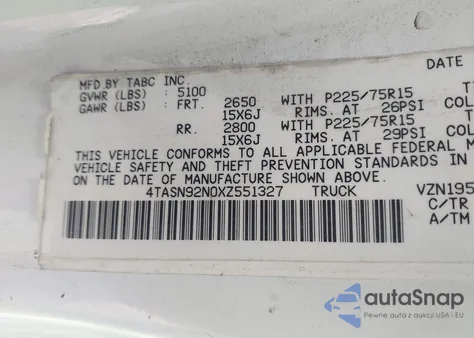 DATE
MFD BY TABC INC.
GVWR (LBS) : 5100
GAWR (LBS) : FRT. 2650 WITH P225/75R15
15X6J RIMS. AT 26PSI COLD
RR. 2800 WITH P225/75R15
15X6J RIMS. AT 29PSI CO
THIS VEHICLE CONFORMS TO ALL APPLICABLE FEDERAL M
VEHICLE SAFETY AND THEFT PREVENTION STANDARDS IN
ON THE DATE OF MANUFACTURE SHOWN ABOVE.
4TASN92N0XZ551327 TRUCK VZN195
C/TR
A/TM
autoSnap
Pewne auta z aukcji USA i EU